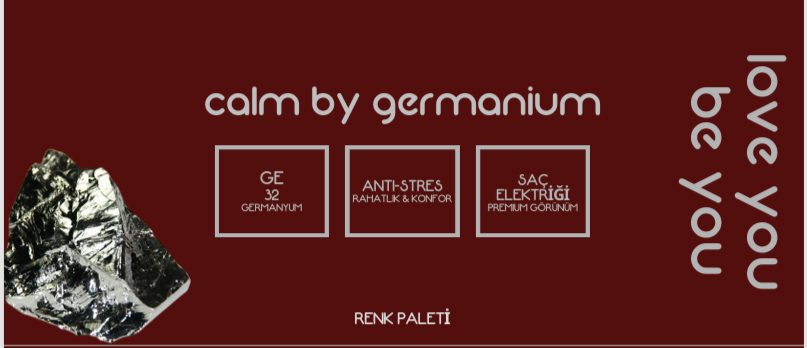 calm by germanium
GE
32
GERMANYUM
ANTI-STRES
RAHATLIK & KONFOR
SAÇ
ELEKTRİĞİ
PREMIUM GÖRÜNÜM
love you
be you
RENK PALETİ